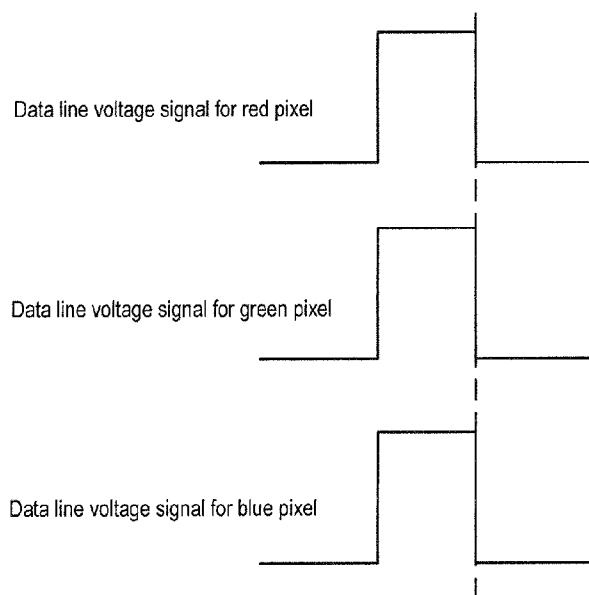 Data line voltage signal for red pixel
Data line voltage signal for green pixel
Data line voltage signal for blue pixel